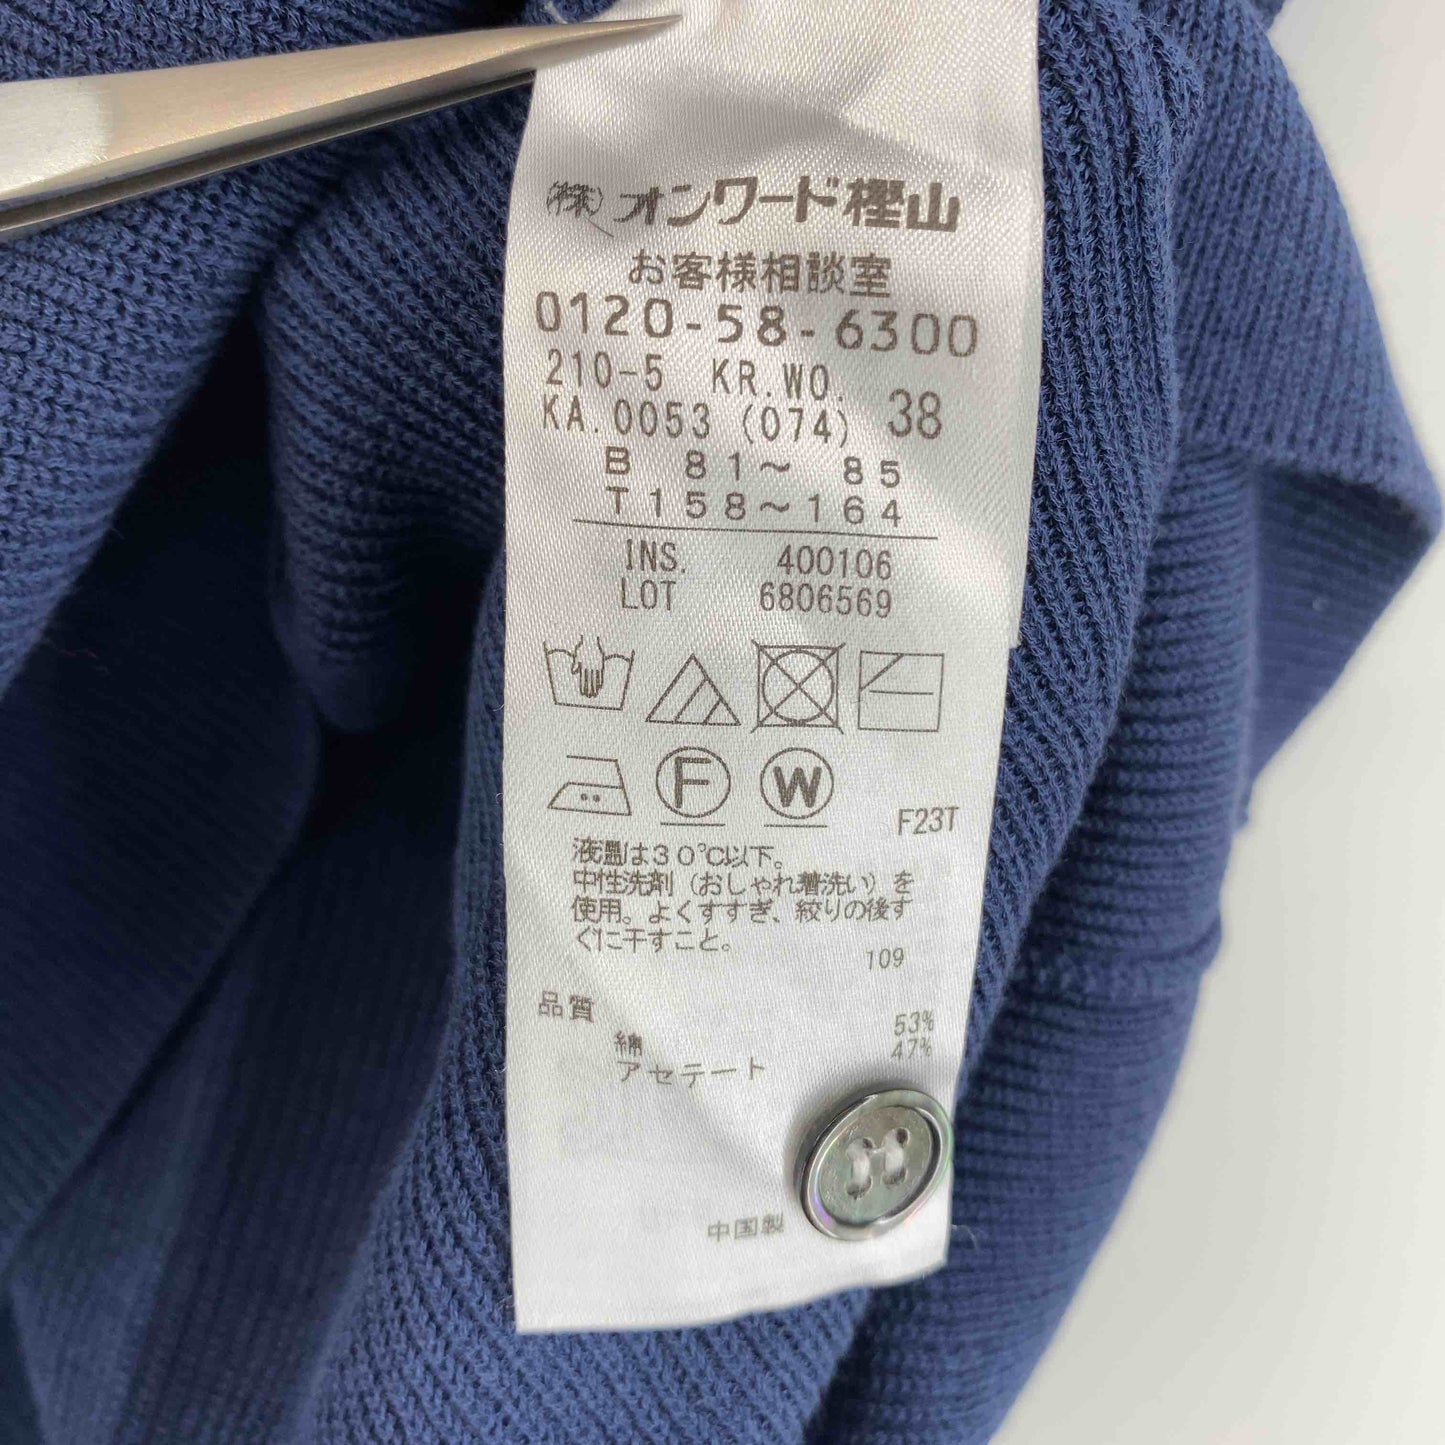 (株)オンワード樫山
お客様相談室
0120-58-6300
210-5 KR.WO.
KA.0053 (074) 38
B 81〜 85
T158〜164
INS. 400106
LOT 6806569
F W
F23T
液温は30℃以下。
中性洗剤(おしゃれ着洗い)を
使用。よくすすぎ、絞りの後す
ぐに干すこと。
109
品質
綿 53%
アセテート 47%
中国製